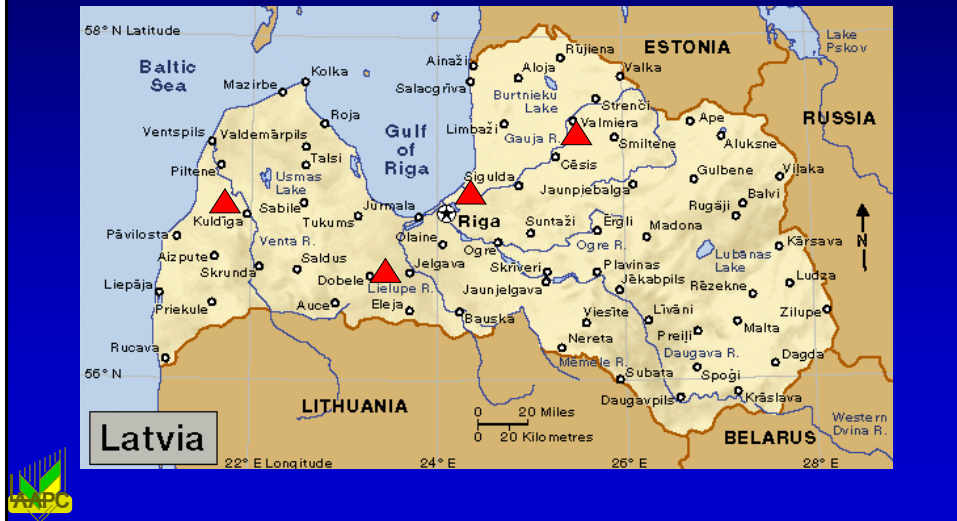 58° N Latitude
Lake
Pskov
ESTONIA
Rūjiena
Ainaži
Aloja
Valka
Baltic
Sea
Kolka
Mazirbe
Salacgrīva
Burtnieku
Lake
Strenči
RUSSIA
Roja
Ventspils
Valdemārpils
Gulf
of
Riga
Limbaži
Valmiera
Gauja R.
Smiltene
Ape
Aluksne
Talsi
Piltene
Cēsis
Usmas
Lake
Sigulda
Jaunpiebalga
Gulbene
Viļaka
Balvi
Sabile
Rugāji
Kuldīga
Tukums
Jūrmala
Riga
Suntaži
Ērgli
Madona
N
Pāvilosta
Venta R.
Olaine
Ogre
Ogre R.
Lubānas
Lake
Kārsava
Aizpute
Saldus
Skrunda
Dobele
Jelgava
Skrīveri
Plavinas
Ludza
Liepāja
Lielupe R.
Jaunjelgava
Jēkabpils
Rēzekne
Priekule
Auce
Eleja
Bauska
Viesīte
Līvāni
Malta
Zilupe
Preiļi
Rucava
Nereta
Mēmele R.
Daugava R.
Dagda
56° N
Subata
Spoģi
Daugavpils
Krāslava
LITHUANIA
0 20 Miles
0 20 Kilometres
Western
Dvina R.
BELARUS
Latvia
22° E Longitude
24° E
26° E
28° E
AAPC